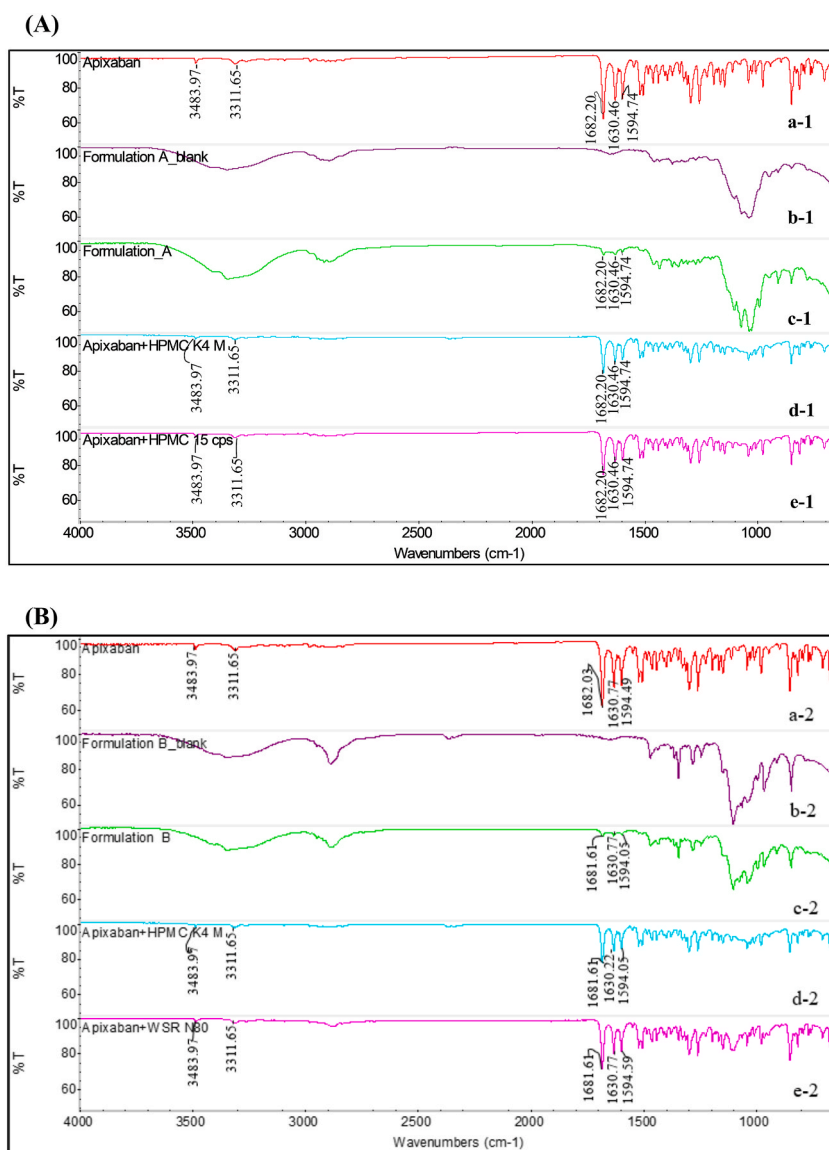 (A)
100
80
60
%T
Apixaban
3483.97
3311.65
1682.20
1630.46
1594.74
a-1
100
80
60
%T
Formulation A_blank
b-1
100
80
60
%T
Formulation_A
1682.20
1630.46
1594.74
c-1
100
80
60
%T
Apixaban+HPMC K4 M
3483.97
3311.65
1682.20
1630.46
1594.74
d-1
100
80
60
%T
Apixaban+HPMC 15 cps
3483.97
3311.65
1682.20
1630.46
1594.74
e-1
4000 3500 3000 2500 2000 1500 1000
Wavenumbers (cm-1)
(B)
100
80
60
%T
Apixaban
3483.97
3311.65
1682.03
1630.77
1594.49
a-2
100
80
60
%T
Formulation B_blank
b-2
100
80
60
%T
Formulation_B
1681.61
1630.77
1594.05
c-2
100
80
60
%T
Apixaban+HPMC K4 M
3483.97
3311.65
1681.61
1630.22
1594.05
d-2
100
80
60
%T
Apixaban+WSR N80
3483.97
3311.65
1681.61
1630.77
1594.59
e-2
4000 3500 3000 2500 2000 1500 1000
Wavenumbers (cm-1)